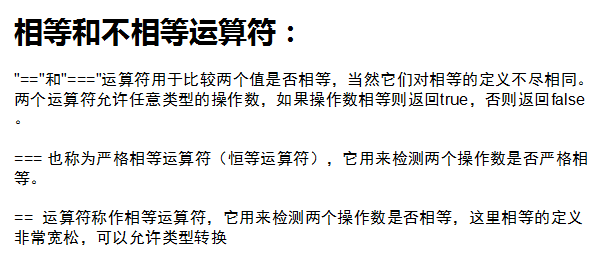 相等和不相等运算符：
"=="和"==="运算符用于比较两个值是否相等，当然它们对相等的定义不尽相同。
两个运算符允许任意类型的操作数，如果操作数相等则返回true，否则返回false
。
=== 也称为严格相等运算符（恒等运算符），它用来检测两个操作数是否严格相
等。
== 运算符称作相等运算符，它用来检测两个操作数是否相等，这里相等的定义
非常宽松，可以允许类型转换